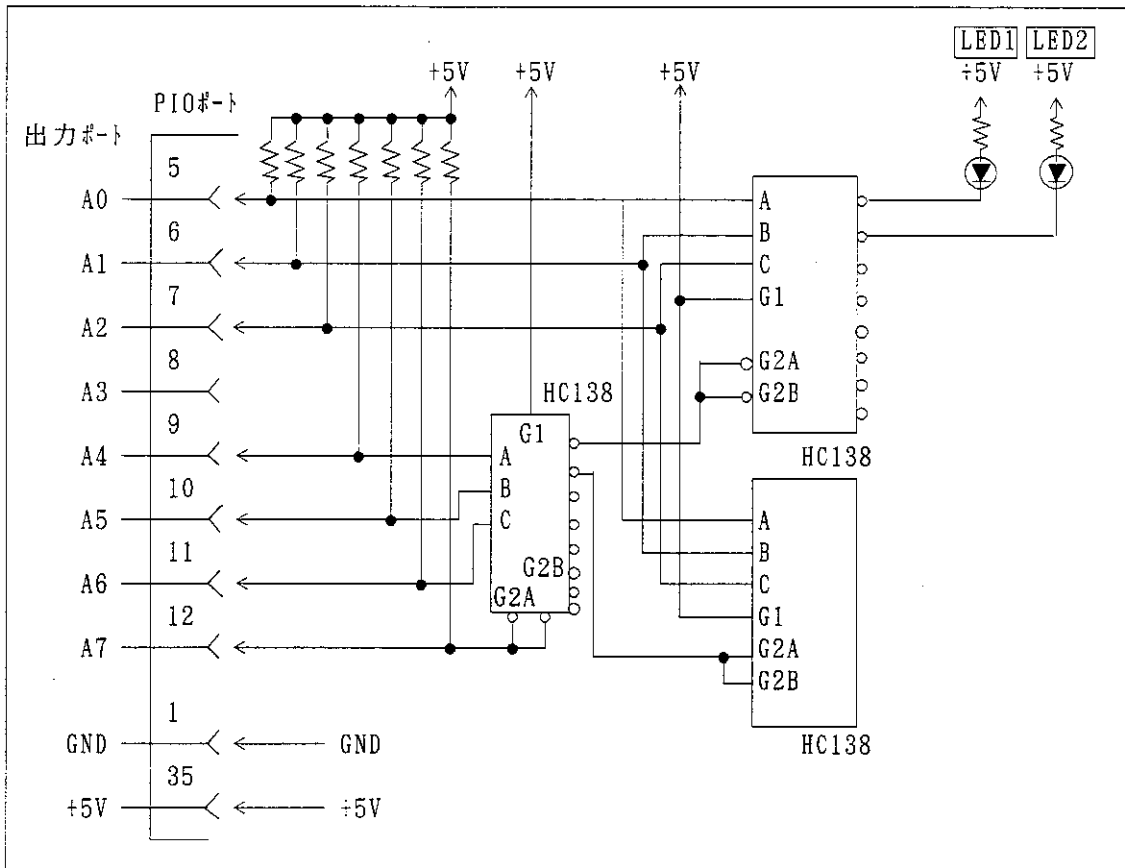 LED1 LED2
+5V +5V +5V +5V +5V
PIOポート
出力ポート
5
A0
6
A1
7
A2
8
A3
9
A4
10
A5
11
A6
12
A7
1
GND GND
35
+5V +5V
HC138
G1
A
B
C
G2B
G2A
A
B
C
G1
G2A
G2B
HC138
A
B
C
G1
G2A
G2B
HC138